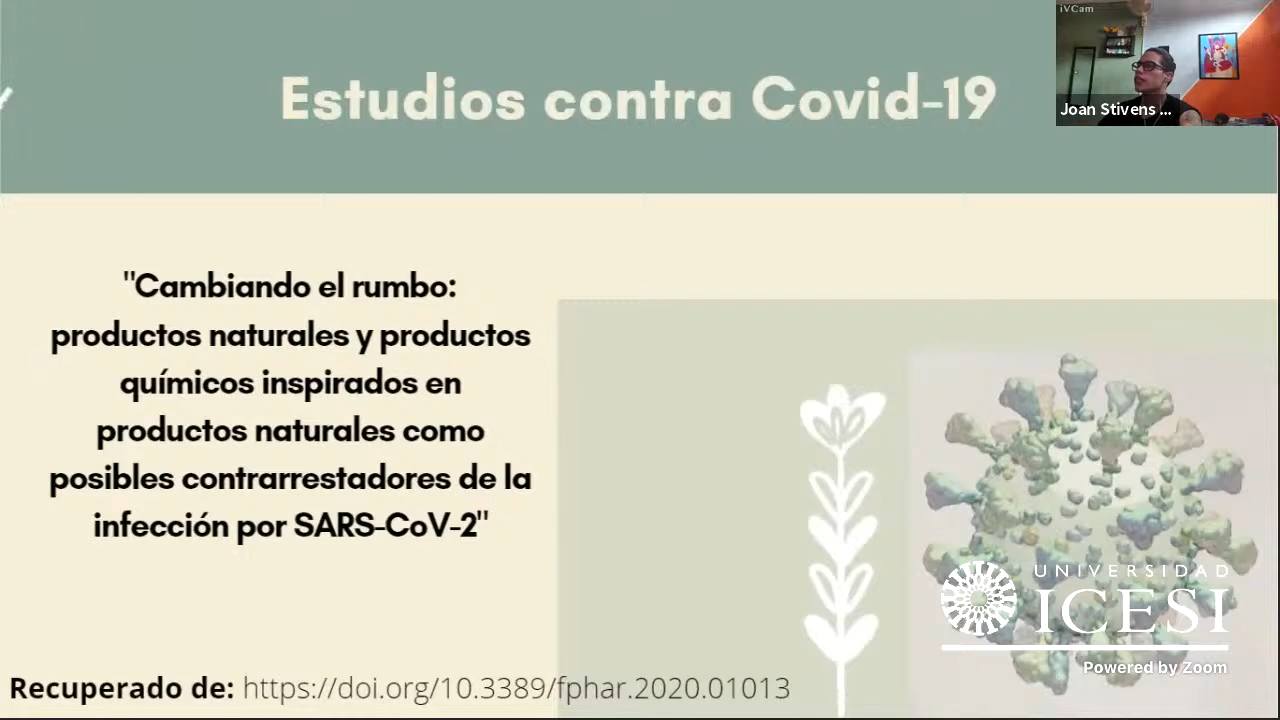 iVCam
Joan Stivens ...
Estudios contra Covid-19
"Cambiando el rumbo:
productos naturales y productos
químicos inspirados en
productos naturales como
posibles contrarrestadores de la
infección por SARS-CoV-2"
UNIVERSIDAD
ICESI
Powered by Zoom
Recuperado de: https://doi.org/10.3389/fphar.2020.01013